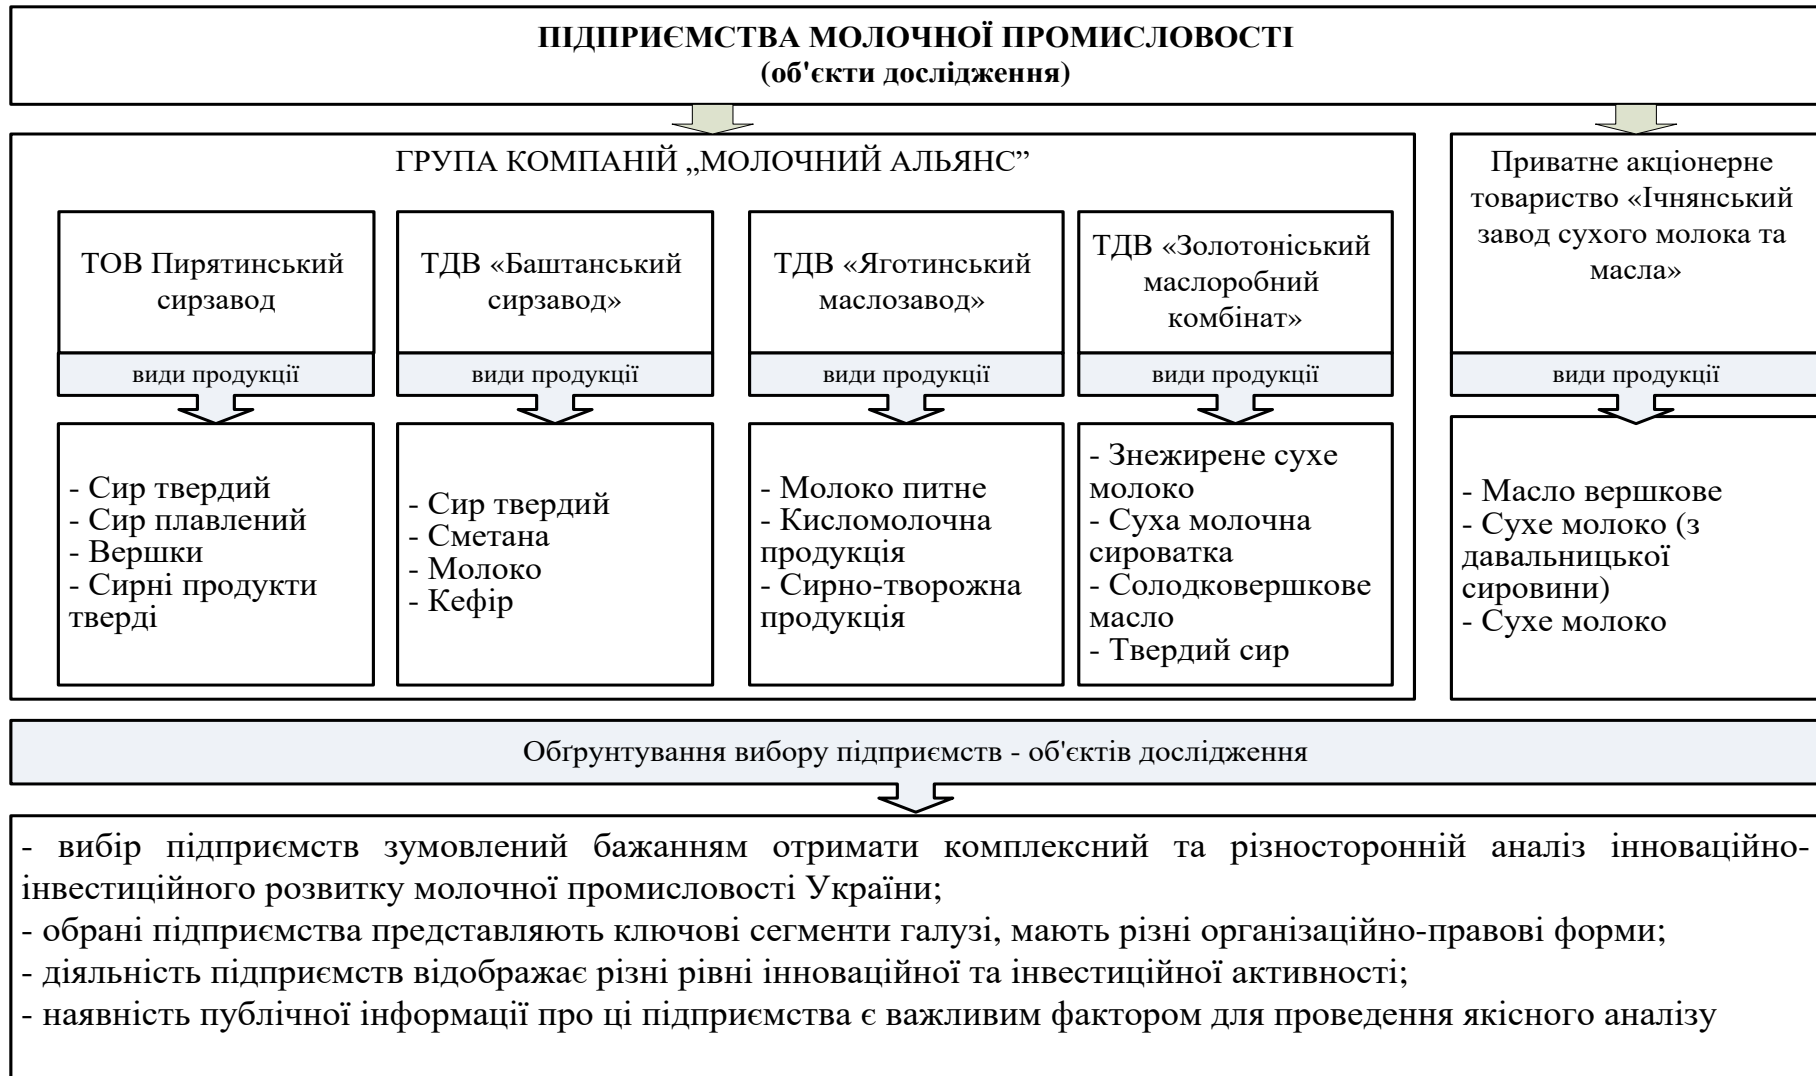 ПІДПРИЄМСТВА МОЛОЧНОЇ ПРОМИСЛОВОСТІ
(об'єкти дослідження)
ГРУПА КОМПАНІЙ „МОЛОЧНИЙ АЛЬЯНС”
ТОВ Пирятинський
сирзавод
види продукції
- Сир твердий
- Сир плавлений
- Вершки
- Сирні продукти
тверді
ТДВ «Баштанський
сирзавод»
види продукції
- Сир твердий
- Сметана
- Молоко
- Кефір
ТДВ «Яготинський
маслозавод»
види продукції
- Молоко питне
- Кисломолочна
продукція
- Сирно-творожна
продукція
ТДВ «Золотоніський
маслоробний
комбінат»
види продукції
- Знежирене сухе
молоко
- Суха молочна
сироватка
- Солодковершкове
масло
- Твердий сир
Приватне акціонерне
товариство «Ічнянський
завод сухого молока та
масла»
види продукції
- Масло вершкове
- Сухе молоко (з
давальницької
сировини)
- Сухе молоко
Обґрунтування вибору підприємств - об'єктів дослідження
- вибір підприємств зумовлений бажанням отримати комплексний та різносторонній аналіз інноваційно-
інвестиційного розвитку молочної промисловості України;
- обрані підприємства представляють ключові сегменти галузі, мають різні організаційно-правові форми;
- діяльність підприємств відображає різні рівні інноваційної та інвестиційної активності;
- наявність публічної інформації про ці підприємства є важливим фактором для проведення якісного аналізу